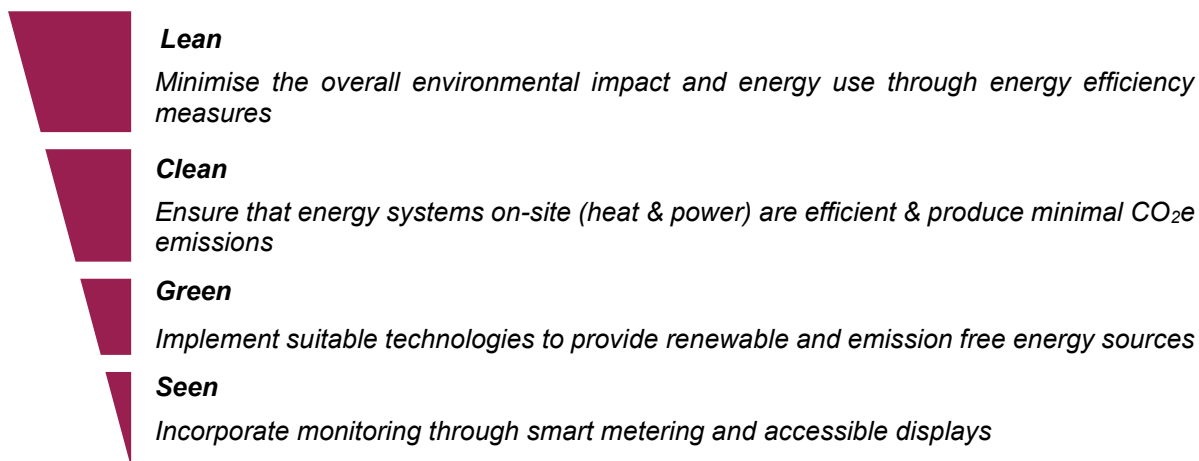 Lean
Minimise the overall environmental impact and energy use through energy efficiency
measures
Clean
Ensure that energy systems on-site (heat & power) are efficient & produce minimal CO₂e
emissions
Green
Implement suitable technologies to provide renewable and emission free energy sources
Seen
Incorporate monitoring through smart metering and accessible displays